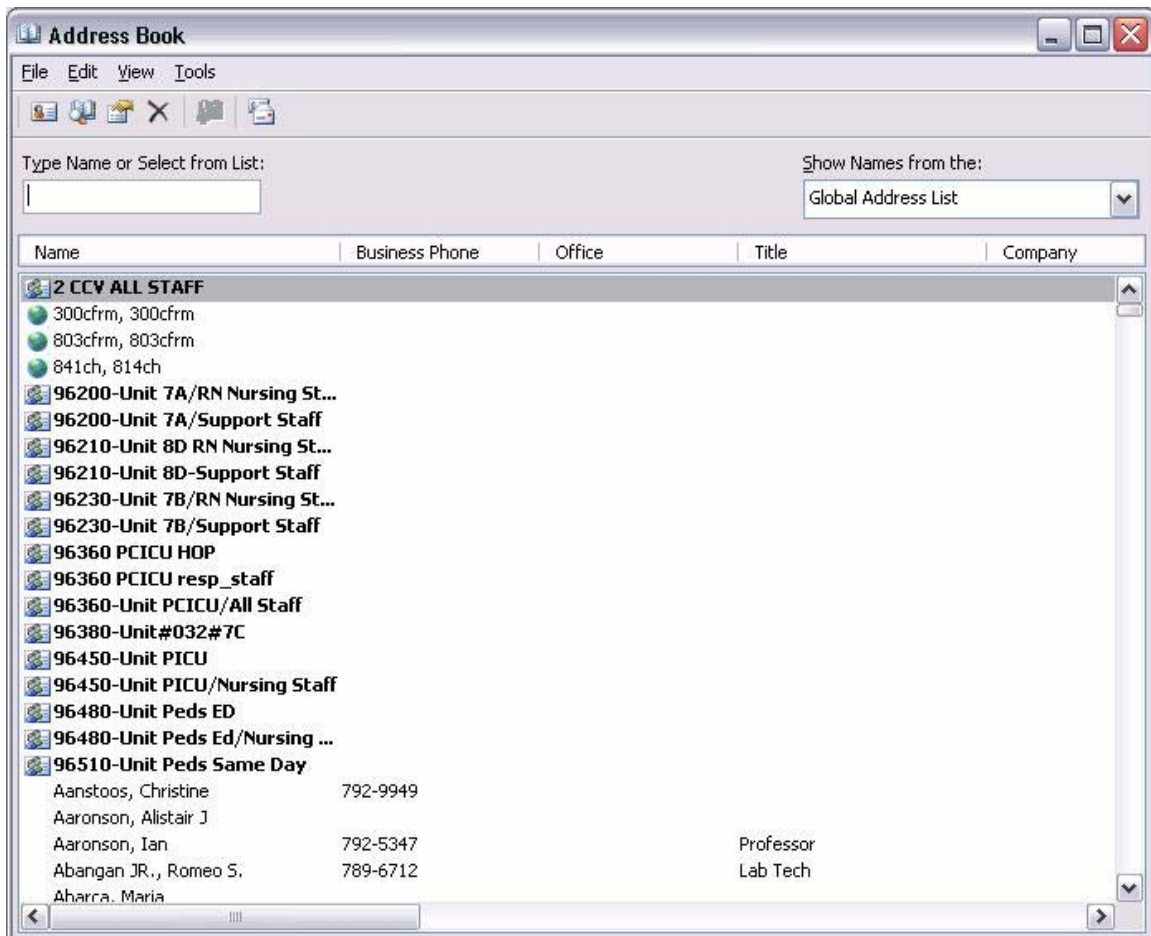 Address Book
File Edit View Tools
Type Name or Select from List: Show Names from the:
Global Address List
Name Business Phone Office Title Company
2 CCV ALL STAFF
300cfrm, 300cfrm
803cfrm, 803cfrm
841ch, 814ch
96200-Unit 7A/RN Nursing St...
96200-Unit 7A/Support Staff
96210-Unit 8D RN Nursing St...
96210-Unit 8D-Support Staff
96230-Unit 7B/RN Nursing St...
96230-Unit 7B/Support Staff
96360 PCICU HOP
96360 PCICU resp_staff
96360-Unit PCICU/All Staff
96380-Unit#032#7C
96450-Unit PICU
96450-Unit PICU/Nursing Staff
96480-Unit Peds ED
96480-Unit Peds Ed/Nursing ...
96510-Unit Peds Same Day
Aanstoos, Christine 792-9949
Aaronson, Alistair J
Aaronson, Ian 792-5347 Professor
Abangan JR., Romeo S. 789-6712 Lab Tech
Abarca, Maria